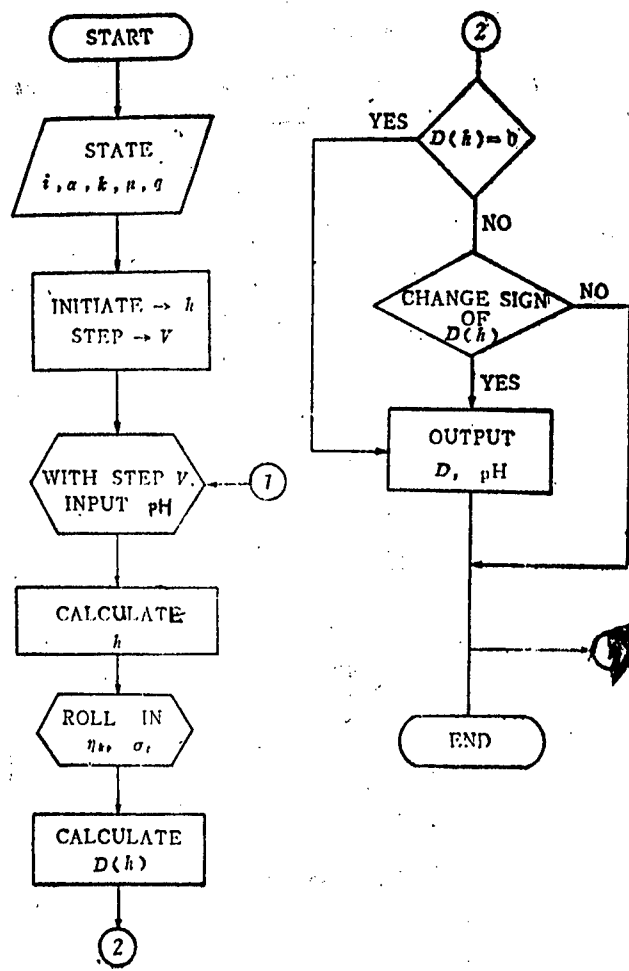 START
STATE
i, α, k, μ, q
INITIATE → h
STEP → V
WITH STEP V.
INPUT pH
1
CALCULATE
h
ROLL IN
CALCULATE
D(h)
2
2
D(h)=0
YES
NO
CHANGE SIGN
OF
D(h)
NO
YES
OUTPUT
D, pH
END